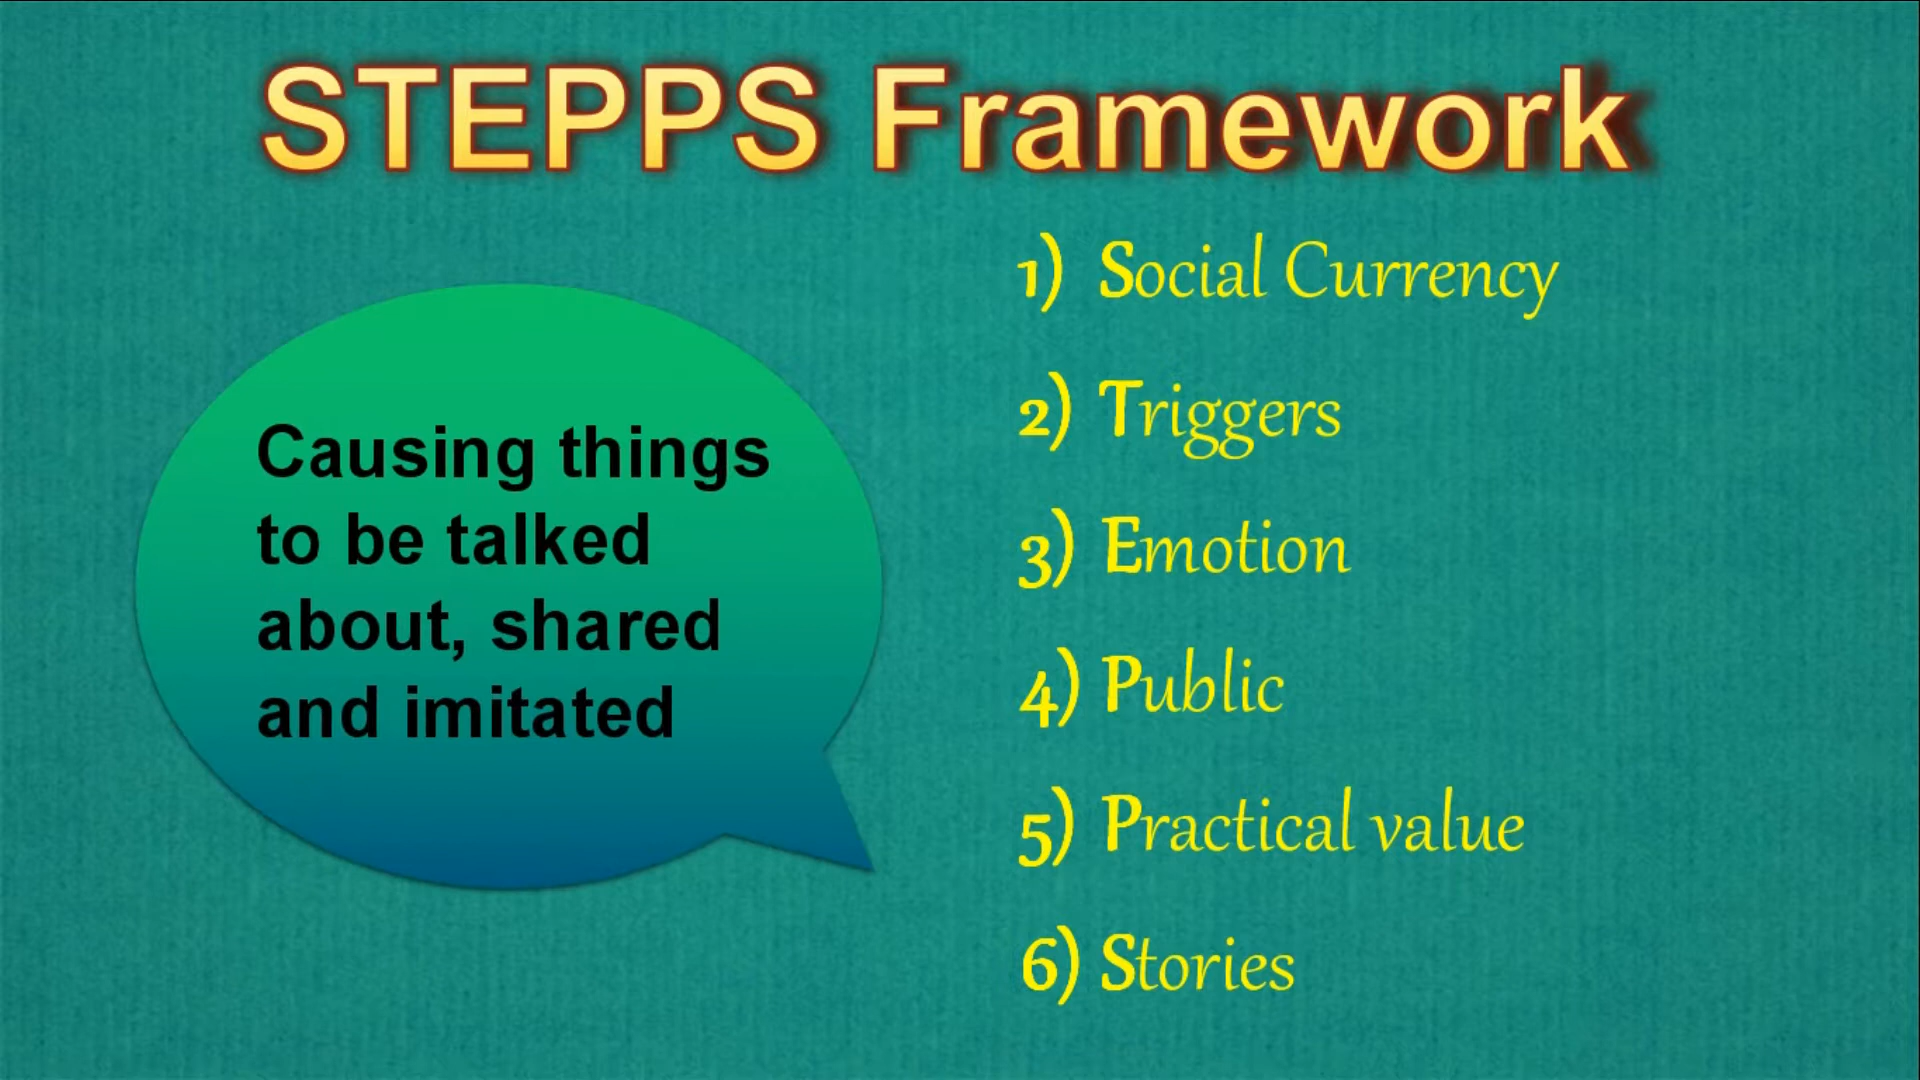 STEPPS Framework
Causing things
to be talked
about, shared
and imitated
1) Social Currency
2) Triggers
3) Emotion
4) Public
5) Practical value
6) Stories